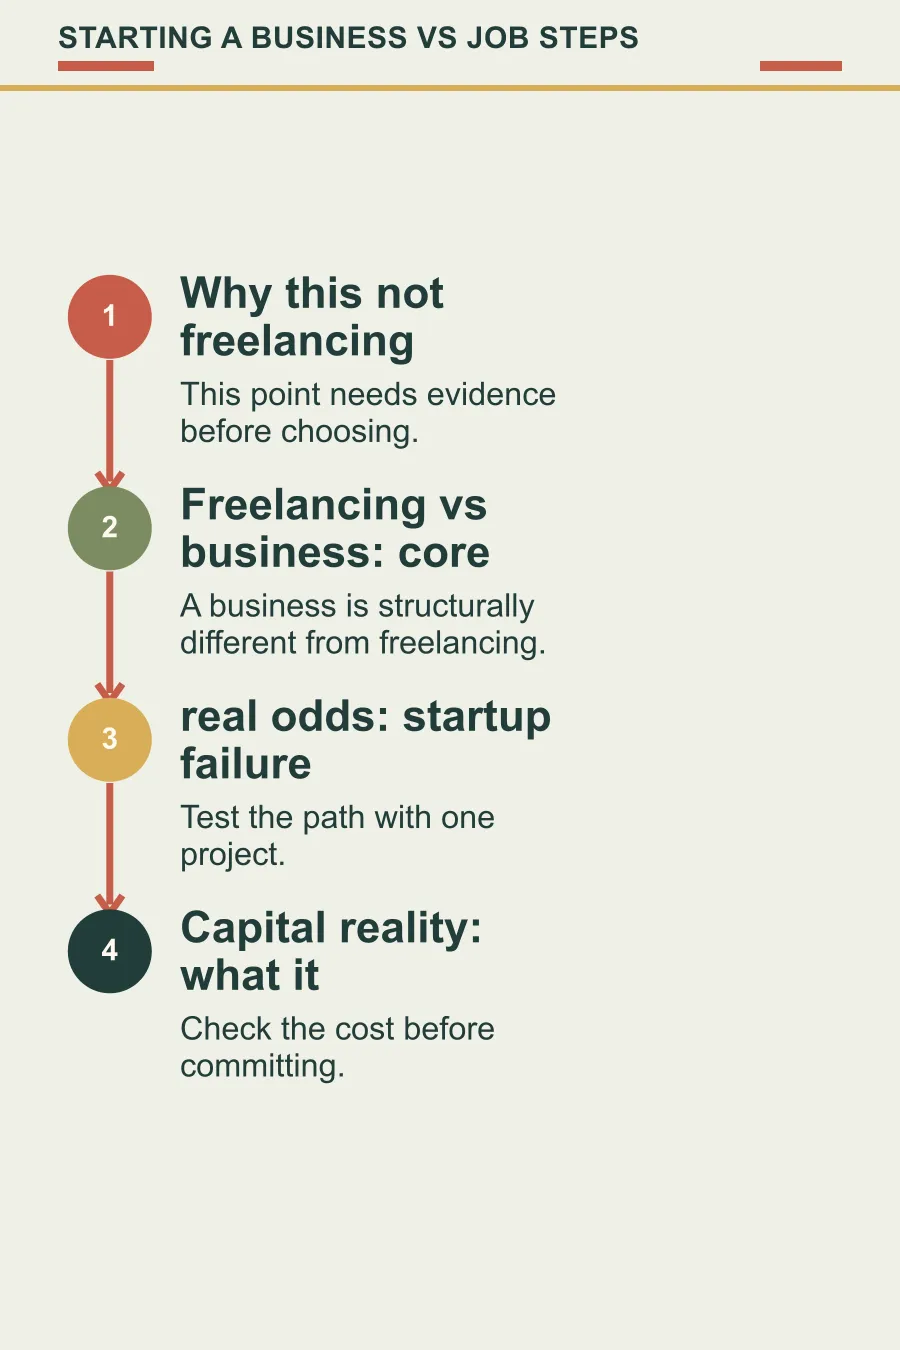 STARTING A BUSINESS VS JOB STEPS
1
Why this not
freelancing
This point needs evidence
before choosing.
2
Freelancing vs
business: core
A business is structurally
different from freelancing.
3
real odds: startup
failure
Test the path with one
project.
4
Capital reality:
what it
Check the cost before
committing.